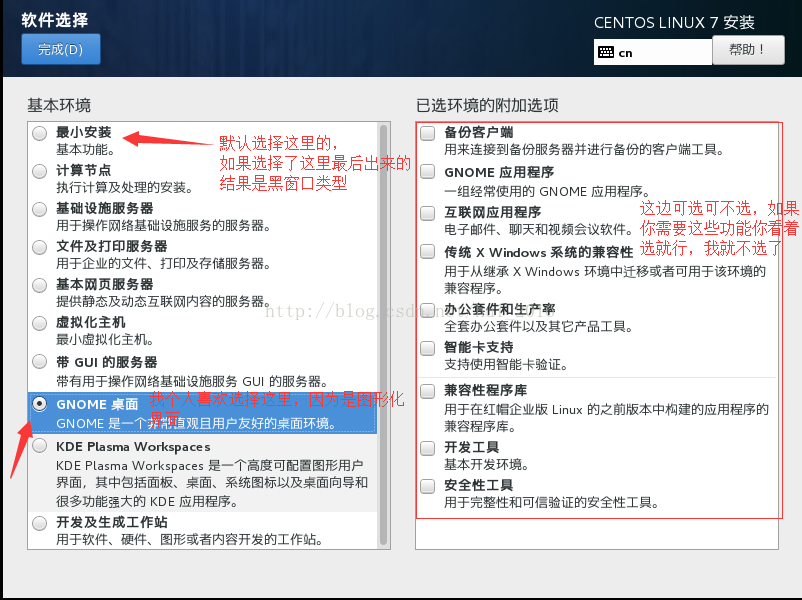 软件选择
CENTOS LINUX 7 安装
完成(D)
cn
帮助！
基本环境
已选环境的附加选项
最小安装
基本功能。
计算节点
执行计算及处理的安装。
基础设施服务器
用于操作网络基础设施服务的服务器。
文件及打印服务器
用于企业的文件、打印及存储服务器。
基本网页服务器
提供静态及动态互联网内容的服务器。
虚拟化主机
最小虚拟化主机。
带 GUI 的服务器
带有用于操作网络基础设施服务 GUI 的服务器。
GNOME 桌面
GNOME 是一个非常直观且用户友好的桌面环境。
KDE Plasma Workspaces
KDE Plasma Workspaces 是一个高度可配置图形用户
界面，其中包括面板、桌面、系统图标以及桌面向导和
很多功能强大的 KDE 应用程序。
开发及生成工作站
用于软件、硬件、图形或者内容开发的工作站。
默认选择这里的，
如果选择了这里最后出来的
结果是黑窗口类型
我个人喜欢选择这里，因为是图形化
界面
备份客户端
用来连接到备份服务器并进行备份的客户端工具。
GNOME 应用程序
一组经常使用的 GNOME 应用程序。
互联网应用程序
电子邮件、聊天和视频会议软件。
传统 X Windows 系统的兼容性
用于从继承 X Windows 环境中迁移或者可用于该环境的
兼容程序。
办公套件和生产率
全套办公套件以及其它产品工具。
智能卡支持
支持使用智能卡验证。
兼容性程序库
用于在红帽企业版 Linux 的之前版本中构建的应用程序的
兼容程序库。
开发工具
基本开发环境。
安全性工具
用于完整性和可信验证的安全性工具。
这边可选可不选，如果
你需要这些功能你看着
选就行，我就不选了
http://blog.csdn.net/